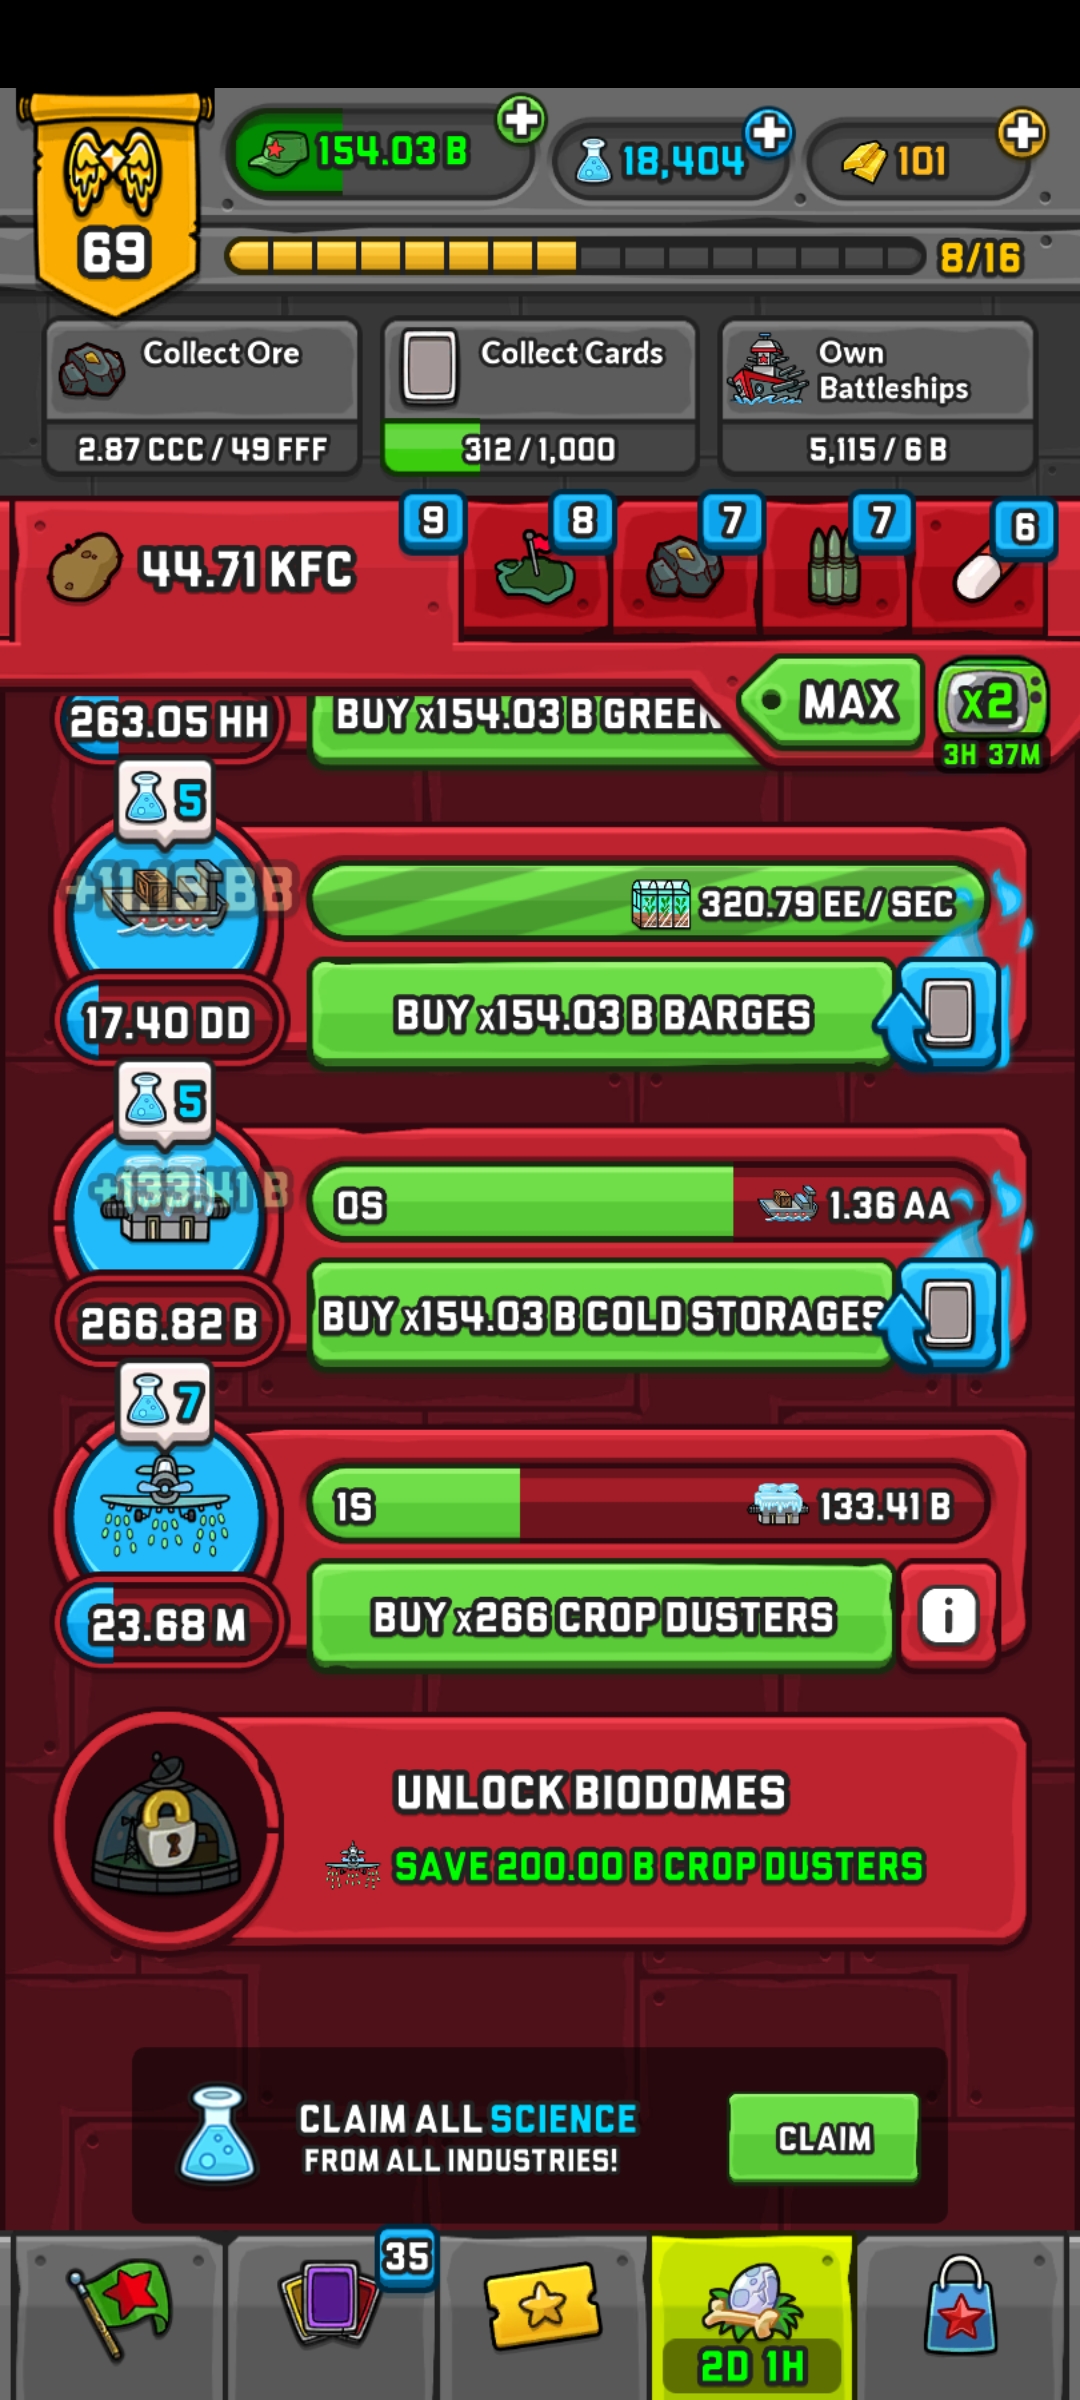 154.03 B
18,404
101
69
8/16
Collect Ore
2.87 CCC / 49 FFF
Collect Cards
312 / 1,000
Own
Battleships
5,115 / 6 B
44.71 KFC
9
8
7
7
6
MAX
x2
3H 37M
263.05 HH
BUY x154.03 B GREEN
5
320.79 EE / SEC
17.40 DD
BUY x154.03 B BARGES
5
+133.41 B
0S
1.36 AA
266.82 B
BUY x154.03 B COLD STORAGES
7
1S
133.41 B
23.68 M
BUY x266 CROP DUSTERS
i
UNLOCK BIODOMES
SAVE 200.00 B CROP DUSTERS
CLAIM ALL SCIENCE
FROM ALL INDUSTRIES!
CLAIM
35
2D 1H